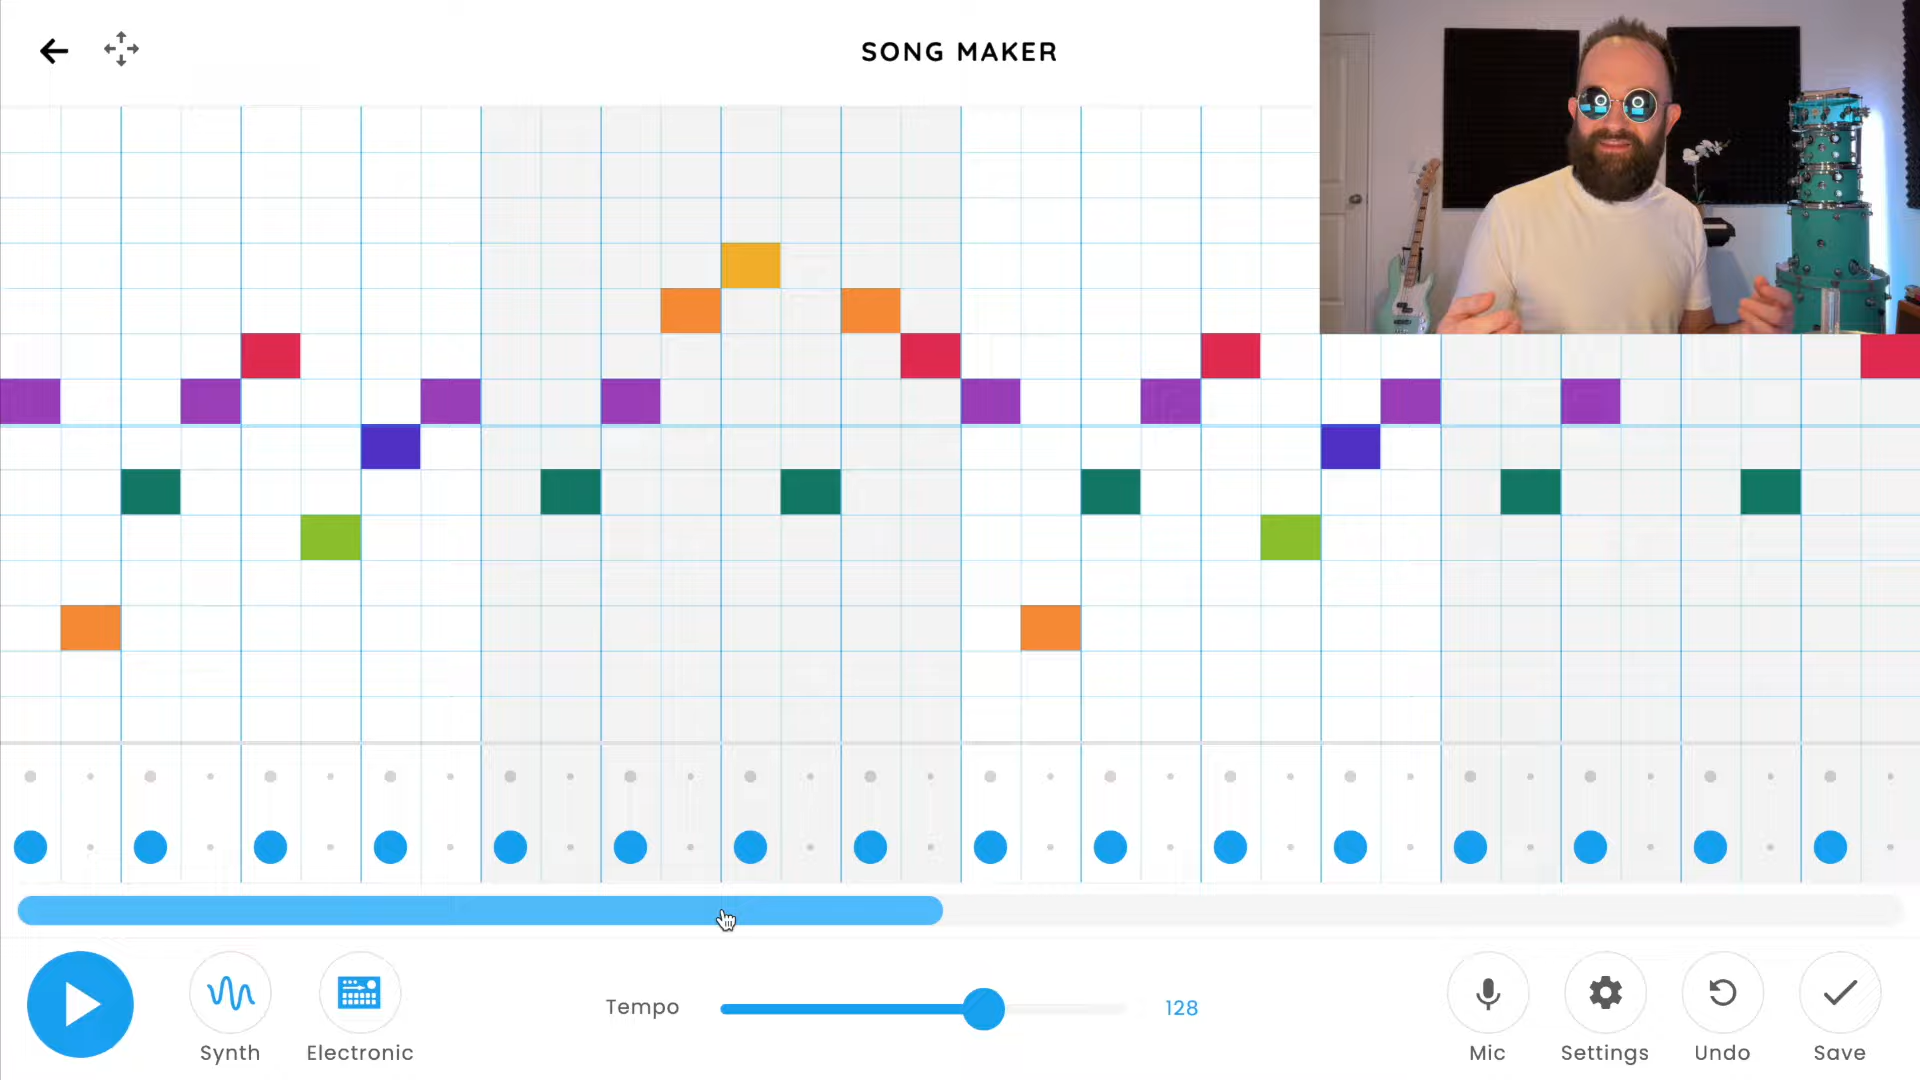 SONG MAKER
Tempo
128
Synth
Electronic
Mic
Settings
Undo
Save